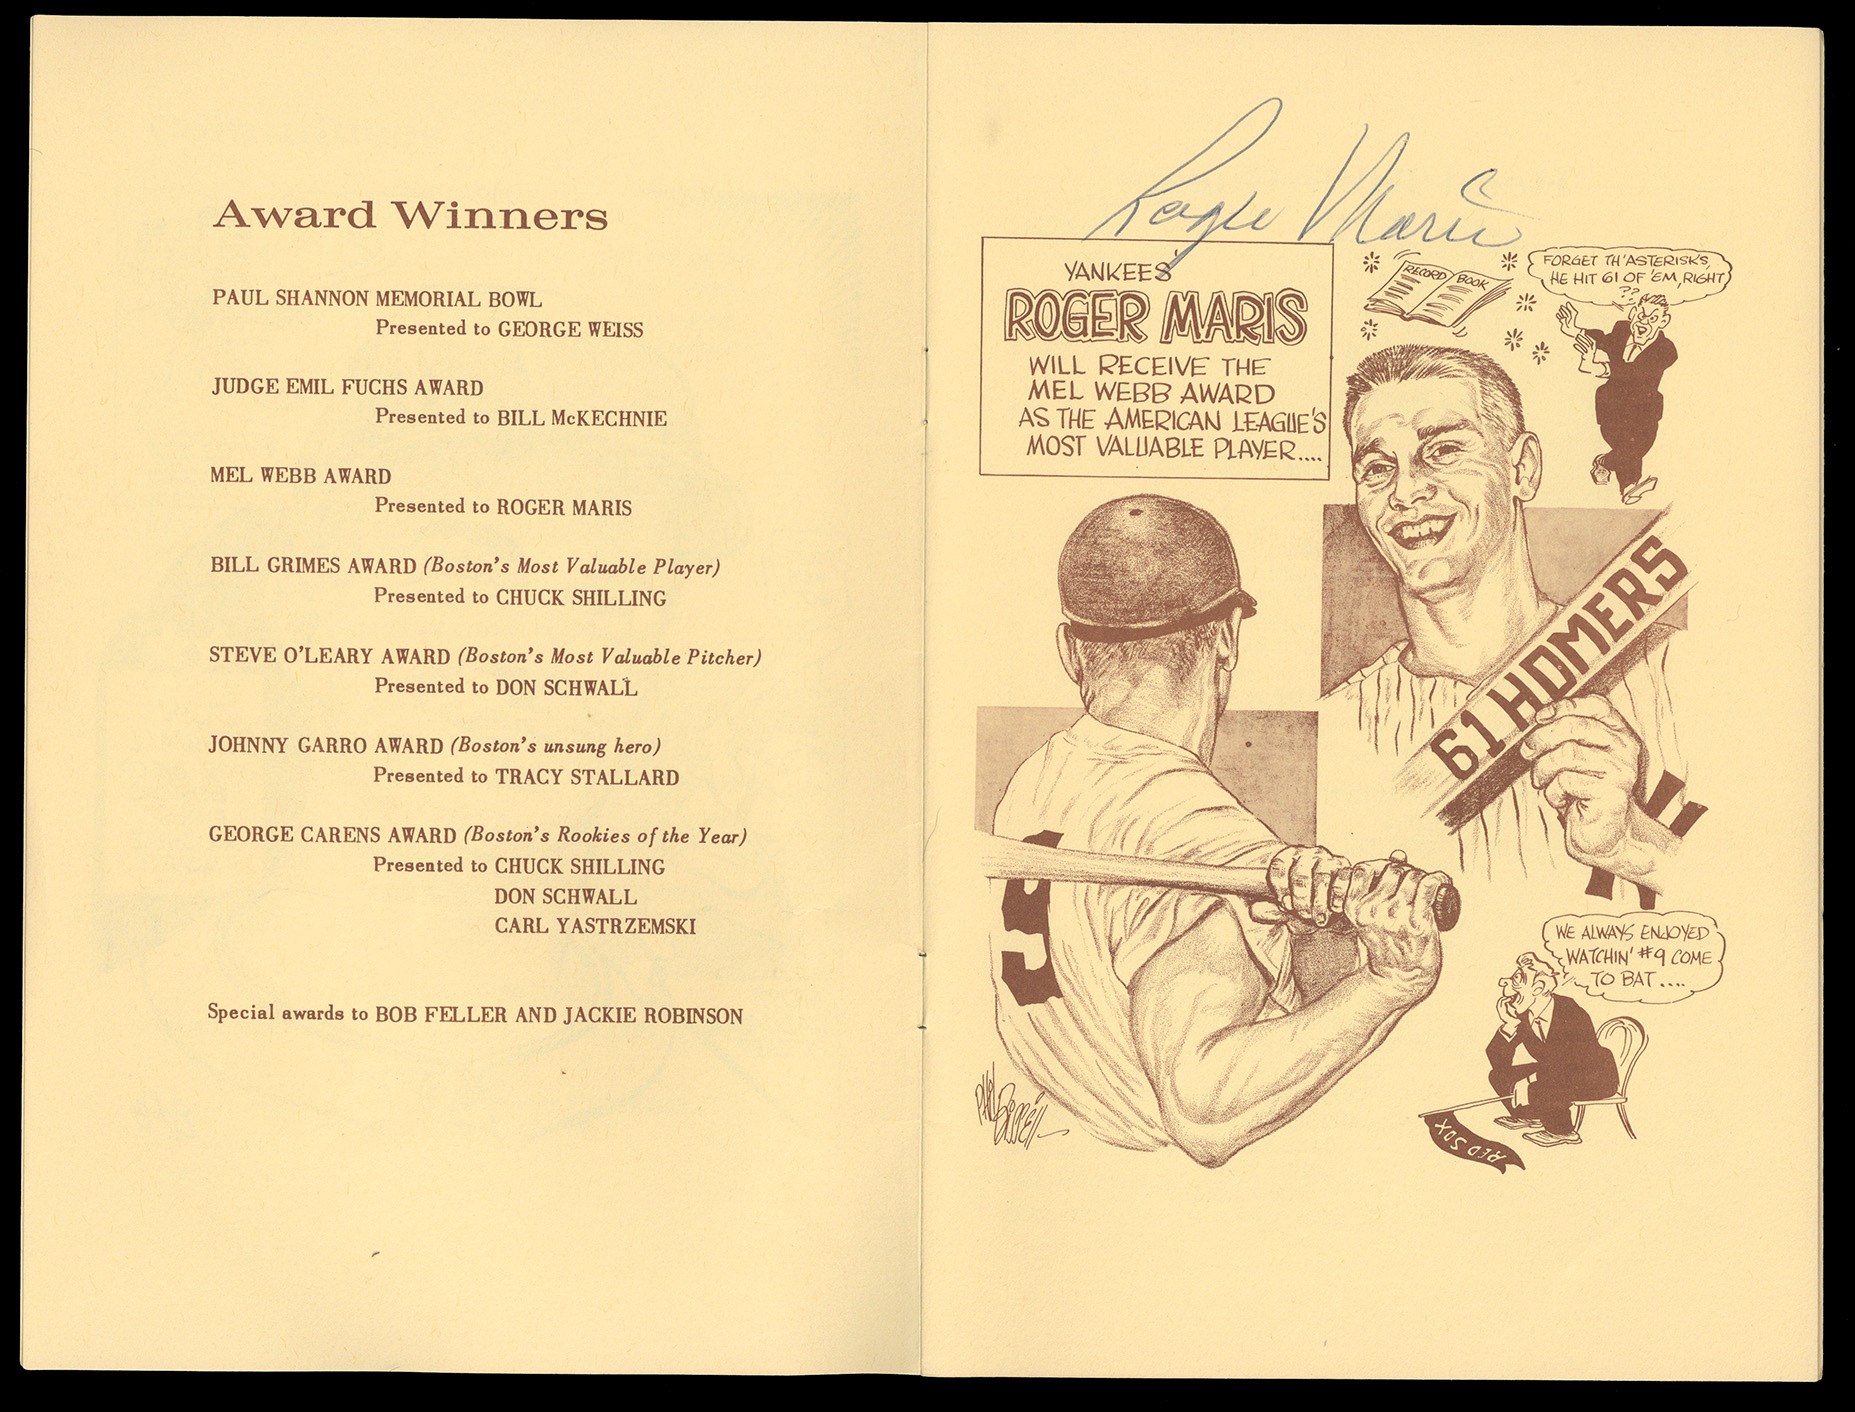 Award Winners
PAUL SHANNON MEMORIAL BOWL
Presented to GEORGE WEISS
JUDGE EMIL FUCHS AWARD
Presented to BILL McKECHNIE
MEL WEBB AWARD
Presented to ROGER MARIS
BILL GRIMES AWARD (Boston's Most Valuable Player)
Presented to CHUCK SHILLING
STEVE O'LEARY AWARD (Boston's Most Valuable Pitcher)
Presented to DON SCHWALL
JOHNNY GARRO AWARD (Boston's unsung hero)
Presented to TRACY STALLARD
GEORGE CARENS AWARD (Boston's Rookies of the Year)
Presented to CHUCK SHILLING
DON SCHWALL
CARL YASTRZEMSKI
Special awards to BOB FELLER AND JACKIE ROBINSON
Roger Maris
YANKEES'
ROGER MARIS
WILL RECEIVE THE
MEL WEBB AWARD
AS THE AMERICAN LEAGUE'S
MOST VALUABLE PLAYER....
RECORD BOOK
FORGET TH' ASTERISKS,
HE HIT 61 OF 'EM, RIGHT
??
61 HOMERS
9
WE ALWAYS ENJOYED
WATCHIN' #9 COME
TO BAT....
RED SOX
PHIL BISSELL